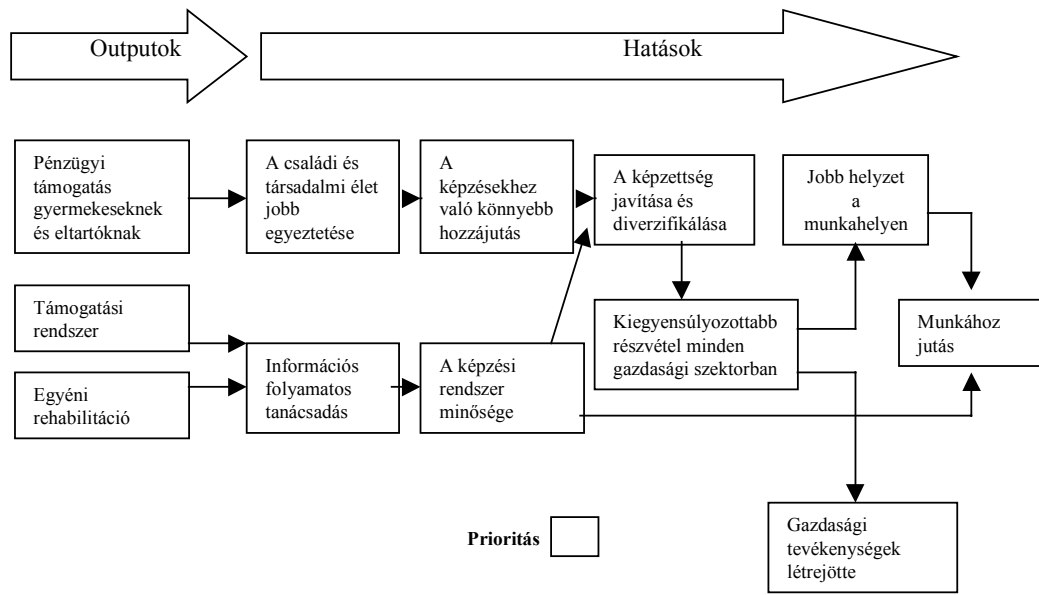 Outputok
Hatások
Pénzügyi
támogatás
gyermekeseknek
és eltartóknak
A családi és
társadalmi élet
jobb
egyeztetése
A
képzésekhez
való könnyebb
hozzájutás
A képzettség
javítása és
diverzifikálása
Jobb helyzet
a
munkahelyen
Támogatási
rendszer
Egyéni
rehabilitáció
Információs
folyamatos
tanácsadás
A képzési
rendszer
minősége
Kiegyensúlyozottabb
részvétel minden
gazdasági szektorban
Munkához
jutás
Gazdasági
tevékenységek
létrejötte
Prioritás